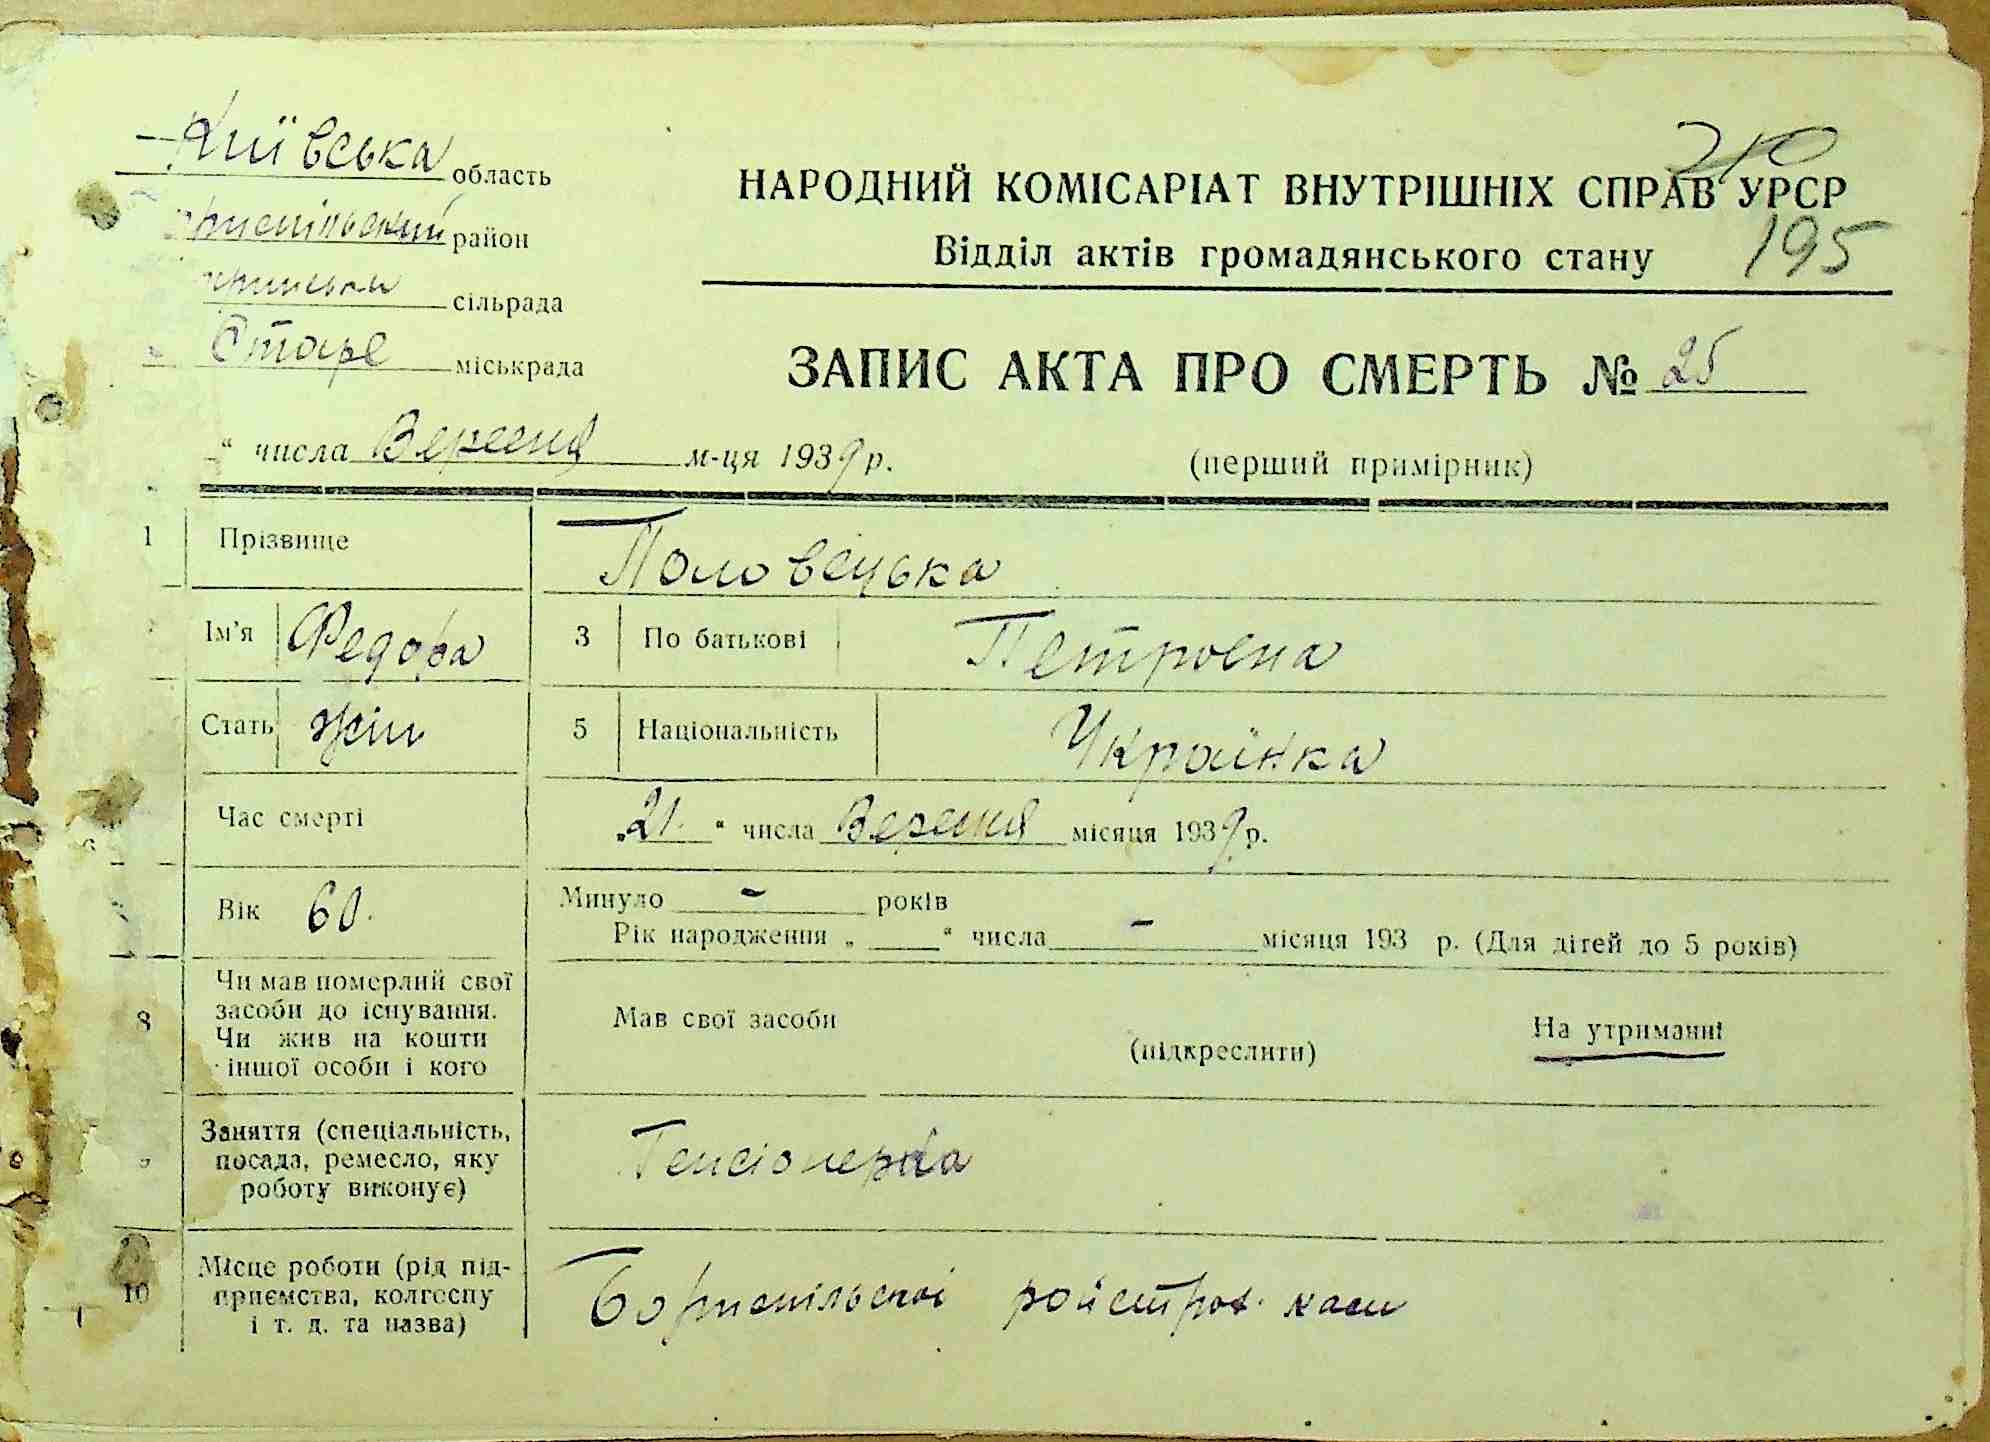 Київська область
210
НАРОДНИЙ КОМІСАРІАТ ВНУТРІШНІХ СПРАВ УРСР
район
Відділ актів громадянського стану 195
сільрада
Старе міськрада
ЗАПИС АКТА ПРО СМЕРТЬ № 25
“ числа Вересня м-ця 1939 р.
(перший примірник)
1 Прізвище Половецька
Ім'я Федора 3 По батькові Петровна
Стать жін 5 Національність Українка
Час смерті „21.“ числа Вересня місяця 1939 р.
Вік 60. Минуло - років
Рік народження „ “ числа - місяця 193 р. (Для дітей до 5 років)
8 Чи мав померлий свої
засоби до існування.
Чи жив на кошти
іншої особи і кого
Мав свої засоби (підкреслити) На утриманні
Заняття (спеціальність,
посада, ремесло, яку
роботу виконує)
Пенсіонерка
10 Місце роботи (рід під-
приємства, колгоспу
і т. д. та назва)
Бориспільскої райстрах. каси